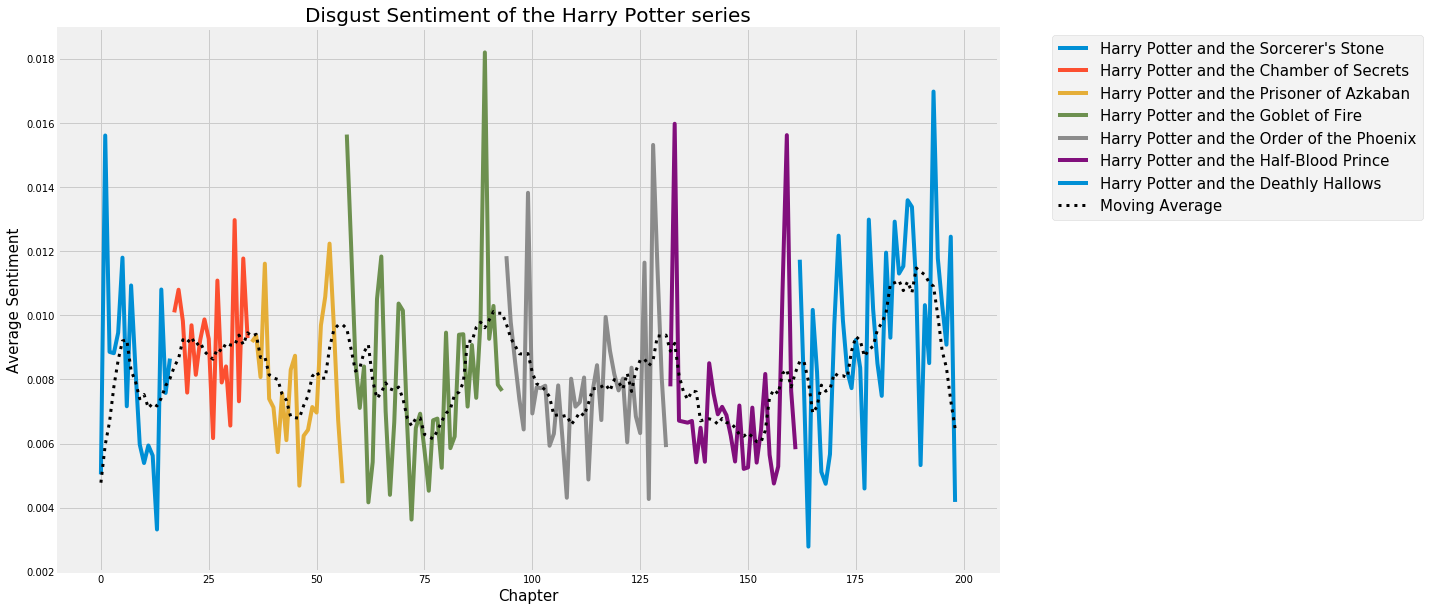 Disgust Sentiment of the Harry Potter series
Harry Potter and the Sorcerer's Stone
Harry Potter and the Chamber of Secrets
Harry Potter and the Prisoner of Azkaban
Harry Potter and the Goblet of Fire
Harry Potter and the Order of the Phoenix
Harry Potter and the Half-Blood Prince
Harry Potter and the Deathly Hallows
Moving Average
Average Sentiment
0.018
0.016
0.014
0.012
0.010
0.008
0.006
0.004
0.002
0 25 50 75 100 125 150 175 200
Chapter